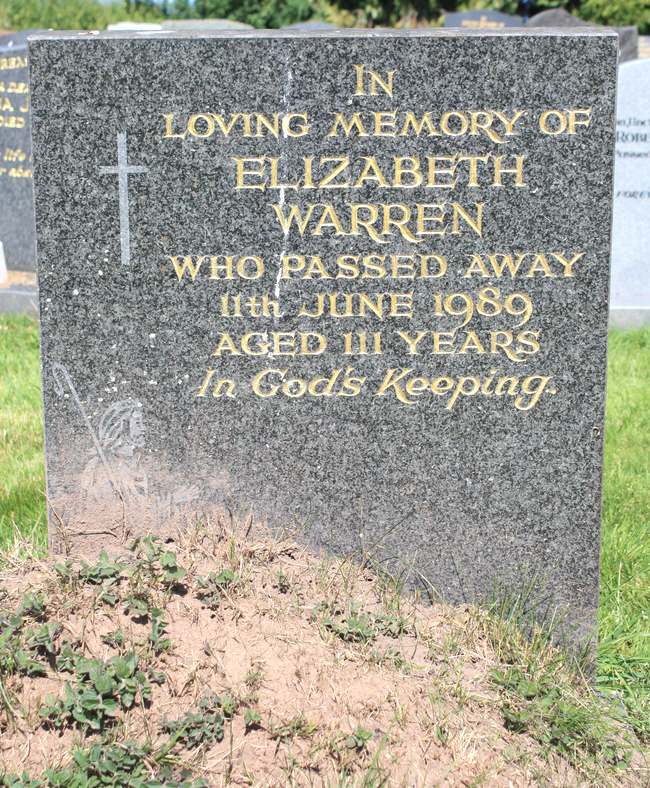 IN
LOVING MEMORY OF
ELIZABETH
WARREN
WHO PASSED AWAY
11th JUNE 1989
AGED 111 YEARS
In God's Keeping.